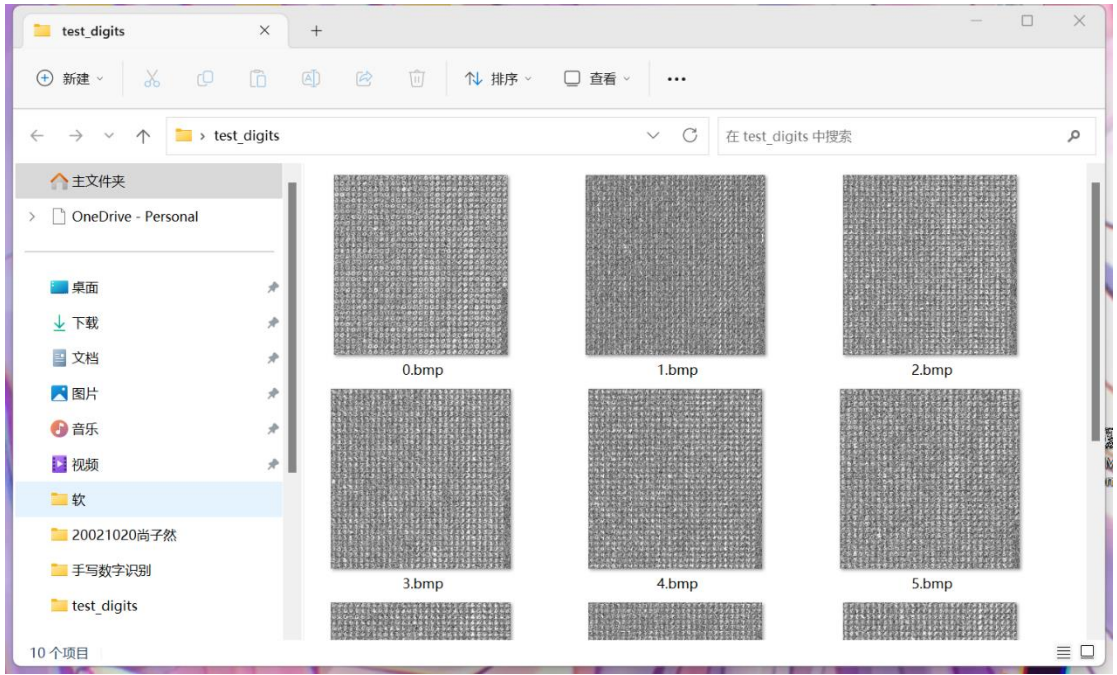 test_digits
新建
排序
查看
test_digits
在 test_digits 中搜索
主文件夹
OneDrive - Personal
桌面
下载
文档
图片
音乐
视频
软
20021020尚子然
手写数字识别
test_digits
0.bmp
1.bmp
2.bmp
3.bmp
4.bmp
5.bmp
10 个项目